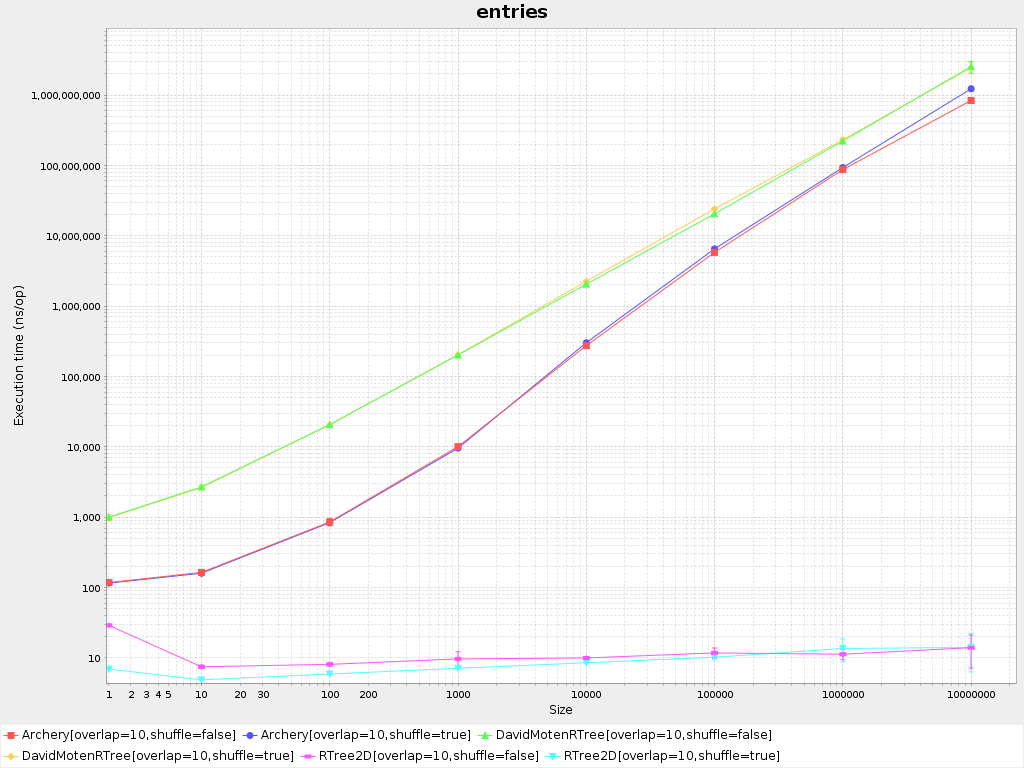 entries
Execution time (ns/op)
1,000,000,000
100,000,000
10,000,000
1,000,000
100,000
10,000
1,000
100
10
1 2 3 4 5 10 20 30 100 200 1000 10000 100000 1000000 10000000
Size
Archery[overlap=10,shuffle=false] Archery[overlap=10,shuffle=true] DavidMotenRTree[overlap=10,shuffle=false]
DavidMotenRTree[overlap=10,shuffle=true] RTree2D[overlap=10,shuffle=false] RTree2D[overlap=10,shuffle=true]